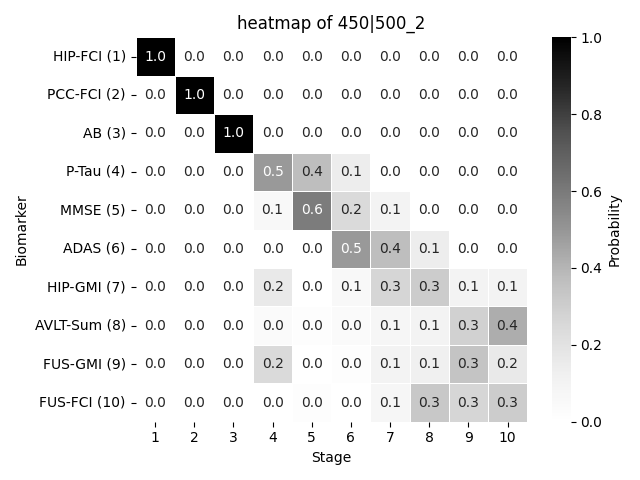 heatmap of 450|500_2
HIP-FCI (1) 1.0 0.0 0.0 0.0 0.0 0.0 0.0 0.0 0.0 0.0
PCC-FCI (2) 0.0 1.0 0.0 0.0 0.0 0.0 0.0 0.0 0.0 0.0
AB (3) 0.0 0.0 1.0 0.0 0.0 0.0 0.0 0.0 0.0 0.0
P-Tau (4) 0.0 0.0 0.0 0.5 0.4 0.1 0.0 0.0 0.0 0.0
MMSE (5) 0.0 0.0 0.0 0.1 0.6 0.2 0.1 0.0 0.0 0.0
ADAS (6) 0.0 0.0 0.0 0.0 0.0 0.5 0.4 0.1 0.0 0.0
HIP-GMI (7) 0.0 0.0 0.0 0.2 0.0 0.1 0.3 0.3 0.1 0.1
AVLT-Sum (8) 0.0 0.0 0.0 0.0 0.0 0.0 0.1 0.1 0.3 0.4
FUS-GMI (9) 0.0 0.0 0.0 0.2 0.0 0.0 0.1 0.1 0.3 0.2
FUS-FCI (10) 0.0 0.0 0.0 0.0 0.0 0.0 0.1 0.3 0.3 0.3
1 2 3 4 5 6 7 8 9 10
Stage
Biomarker
1.0
0.8
0.6
0.4
0.2
0.0
Probability